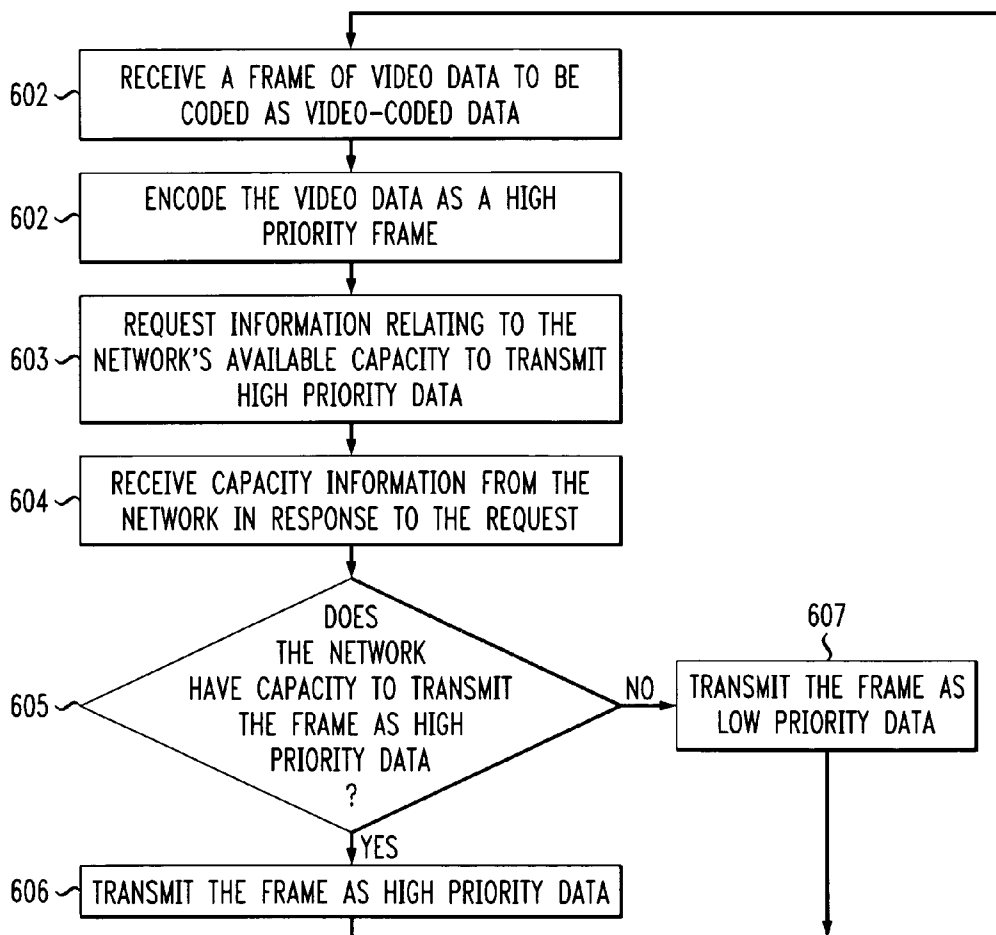 602
RECEIVE A FRAME OF VIDEO DATA TO BE
CODED AS VIDEO-CODED DATA
602
ENCODE THE VIDEO DATA AS A HIGH
PRIORITY FRAME
603
REQUEST INFORMATION RELATING TO THE
NETWORK'S AVAILABLE CAPACITY TO TRANSMIT
HIGH PRIORITY DATA
604
RECEIVE CAPACITY INFORMATION FROM THE
NETWORK IN RESPONSE TO THE REQUEST
605
DOES
THE NETWORK
HAVE CAPACITY TO TRANSMIT
THE FRAME AS HIGH
PRIORITY DATA
?
NO
607
TRANSMIT THE FRAME AS
LOW PRIORITY DATA
YES
606
TRANSMIT THE FRAME AS HIGH PRIORITY DATA